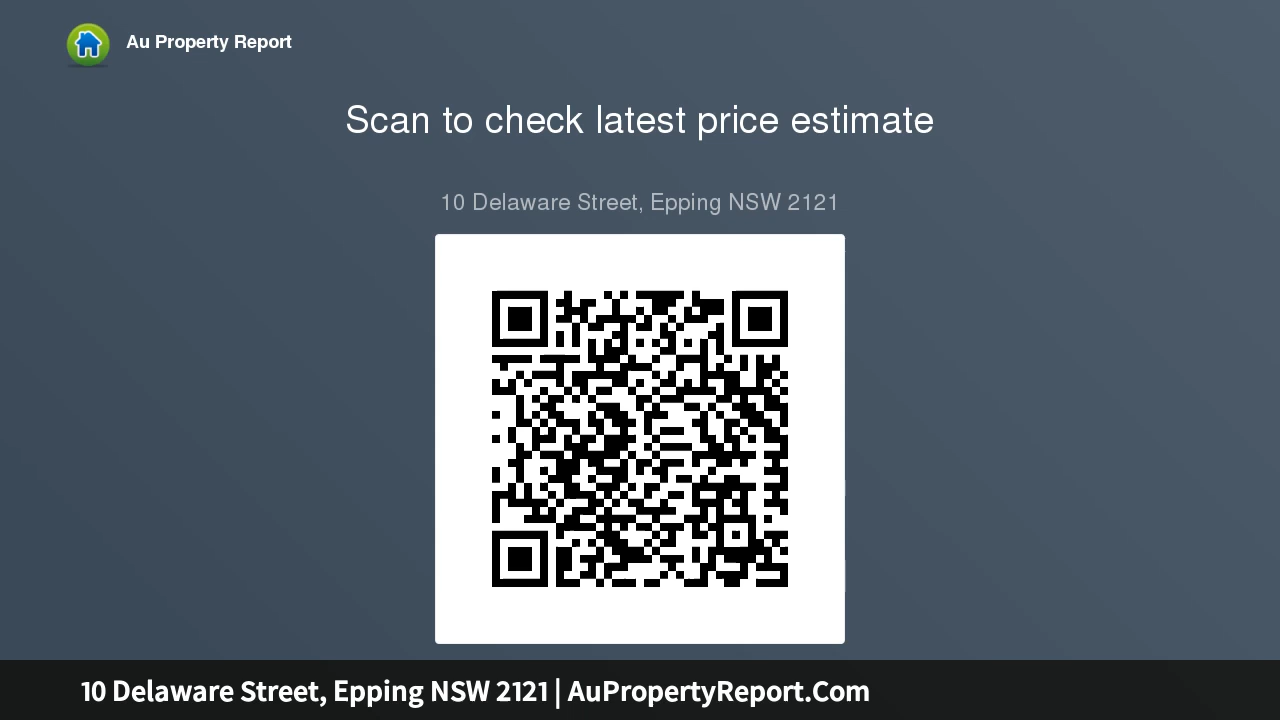 Au Property Report
Scan to check latest price estimate
10 Delaware Street, Epping NSW 2121
10 Delaware Street, Epping NSW 2121 | AuPropertyReport.Com